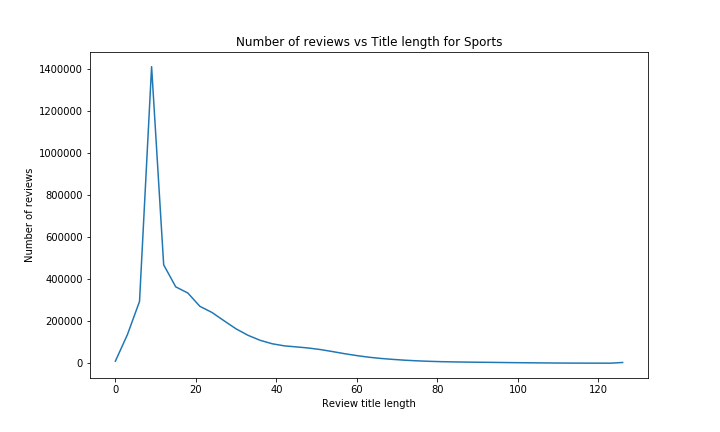 Number of reviews vs Title length for Sports
1400000
1200000
1000000
800000
600000
400000
200000
0
Number of reviews
0 20 40 60 80 100 120
Review title length